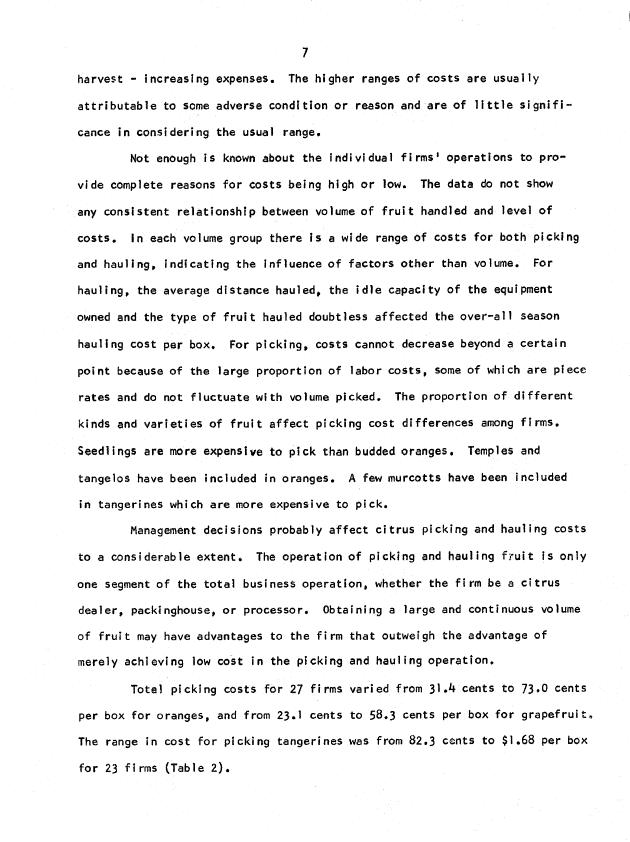 7
harvest - increasing expenses. The higher ranges of costs are usually
attributable to some adverse condition or reason and are of little signifi-
cance in considering the usual range.
Not enough is known about the individual firms' operations to pro-
vide complete reasons for costs being high or low. The data do not show
any consistent relationship between volume of fruit handled and level of
costs. In each volume group there is a wide range of costs for both picking
and hauling, indicating the influence of factors other than volume. For
hauling, the average distance hauled, the idle capacity of the equipment
owned and the type of fruit hauled doubtless affected the over-all season
hauling cost per box. For picking, costs cannot decrease beyond a certain
point because of the large proportion of labor costs, some of which are piece
rates and do not fluctuate with volume picked. The proportion of different
kinds and varieties of fruit affect picking cost differences among firms.
Seedlings are more expensive to pick than budded oranges. Temples and
tangelos have been included in oranges. A few murcotts have been included
in tangerines which are more expensive to pick.
Management decisions probably affect citrus picking and hauling costs
to a considerable extent. The operation of picking and hauling fruit is only
one segment of the total business operation, whether the firm be a citrus
dealer, packinghouse, or processor. Obtaining a large and continuous volume
of fruit may have advantages to the firm that outweigh the advantage of
merely achieving low cost in the picking and hauling operation.
Total picking costs for 27 firms varied from 31.4 cents to 73.0 cents
per box for oranges, and from 23.1 cents to 58.3 cents per box for grapefruit.
The range in cost for picking tangerines was from 82.3 cents to $1.68 per box
for 23 firms (Table 2).